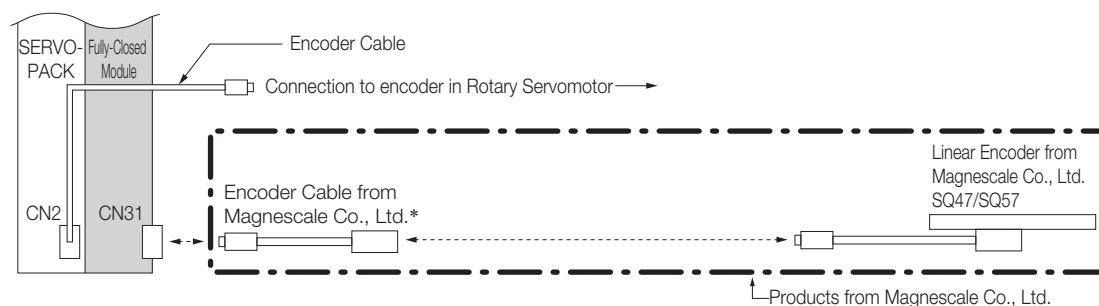 SERVO-
PACK
Fully-Closed
Module
Encoder Cable
Connection to encoder in Rotary Servomotor
Linear Encoder from
Magnescale Co., Ltd.
SQ47/SQ57
CN2
CN31
Encoder Cable from
Magnescale Co., Ltd.*
Products from Magnescale Co., Ltd.